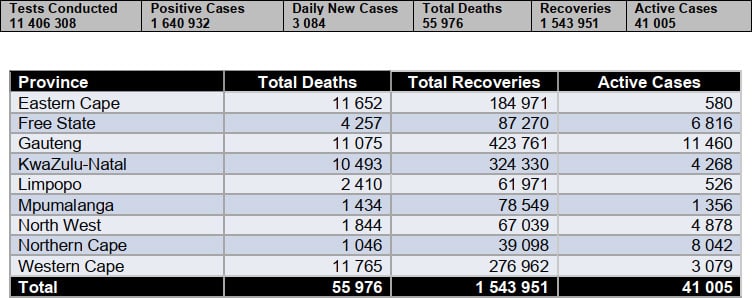 Tests Conducted Positive Cases Daily New Cases Total Deaths Recoveries Active Cases
11 406 308 1 640 932 3 084 55 976 1 543 951 41 005
Province Total Deaths Total Recoveries Active Cases
Eastern Cape 11 652 184 971 580
Free State 4 257 87 270 6 816
Gauteng 11 075 423 761 11 460
KwaZulu-Natal 10 493 324 330 4 268
Limpopo 2 410 61 971 526
Mpumalanga 1 434 78 549 1 356
North West 1 844 67 039 4 878
Northern Cape 1 046 39 098 8 042
Western Cape 11 765 276 962 3 079
Total 55 976 1 543 951 41 005